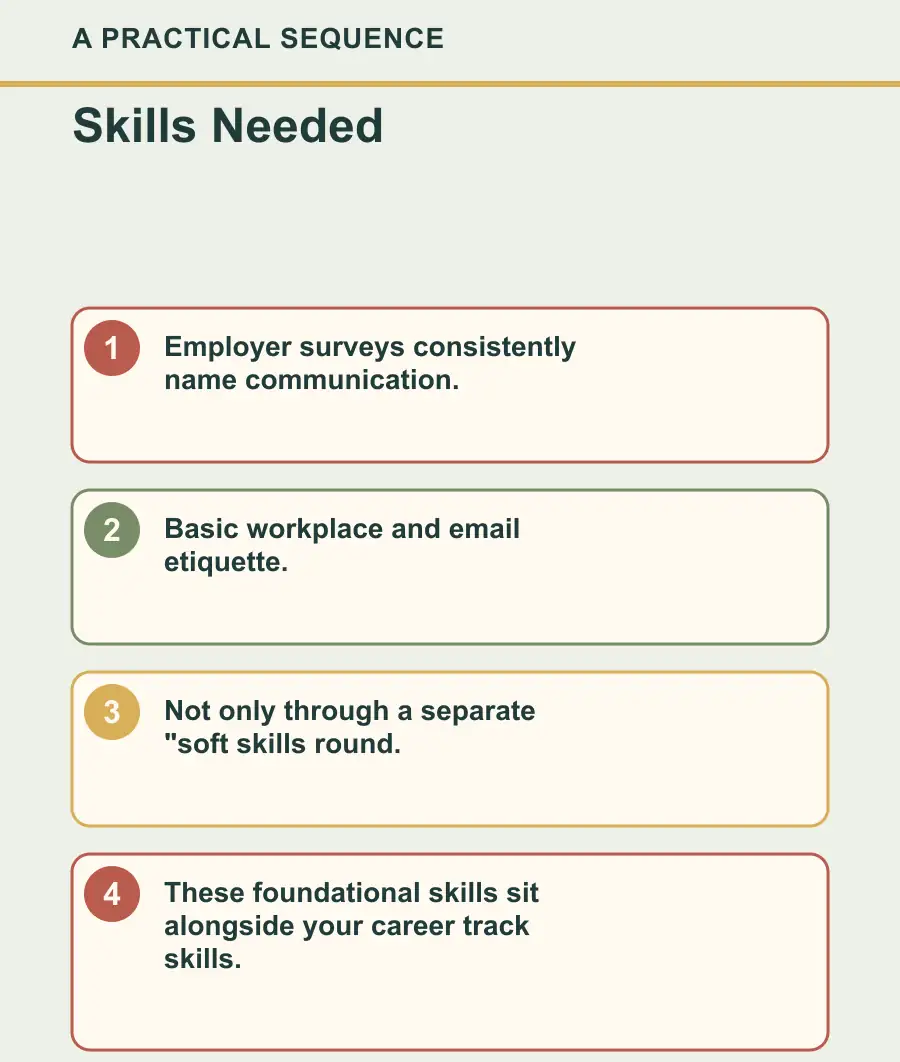 A PRACTICAL SEQUENCE
Skills Needed
1
Employer surveys consistently
name communication.
2
Basic workplace and email
etiquette.
3
Not only through a separate
"soft skills round.
4
These foundational skills sit
alongside your career track
skills.